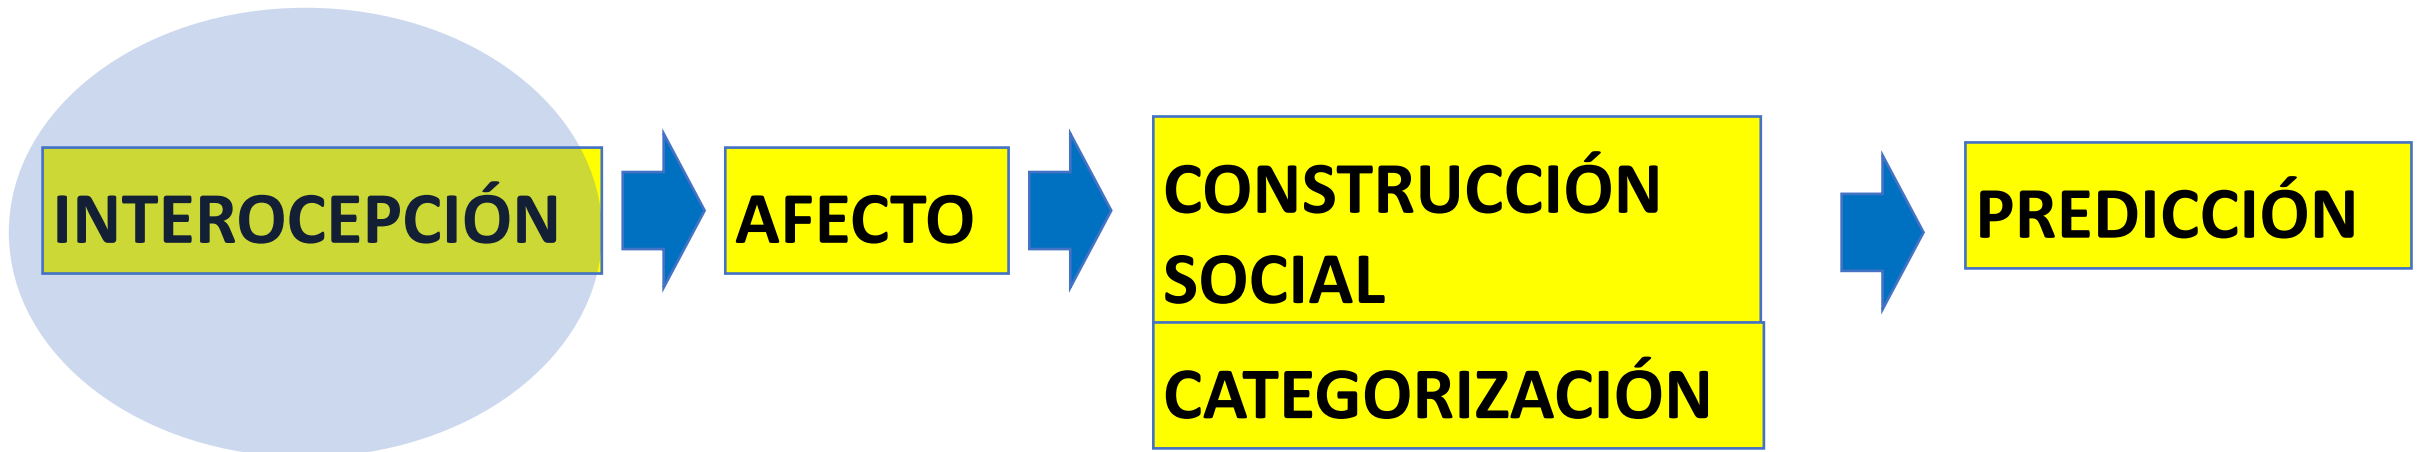 INTEROCEPCIÓN
AFECTO
CONSTRUCCIÓN
SOCIAL
CATEGORIZACIÓN
PREDICCIÓN